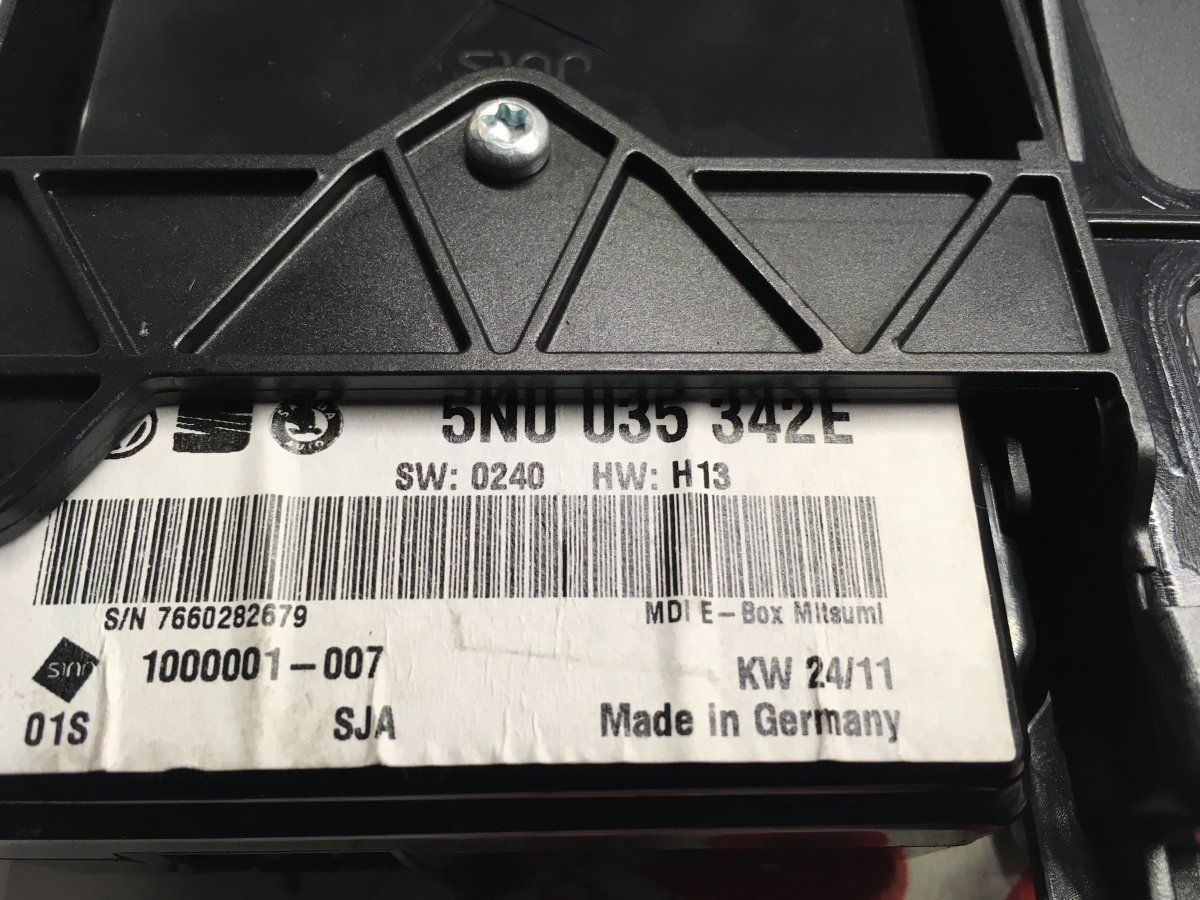 5N0 035 342E
SW: 0240 HW: H13
S/N 7660282679 MDI E-Box Mitsumi
1000001-007 KW 24/11
01S SJA Made in Germany